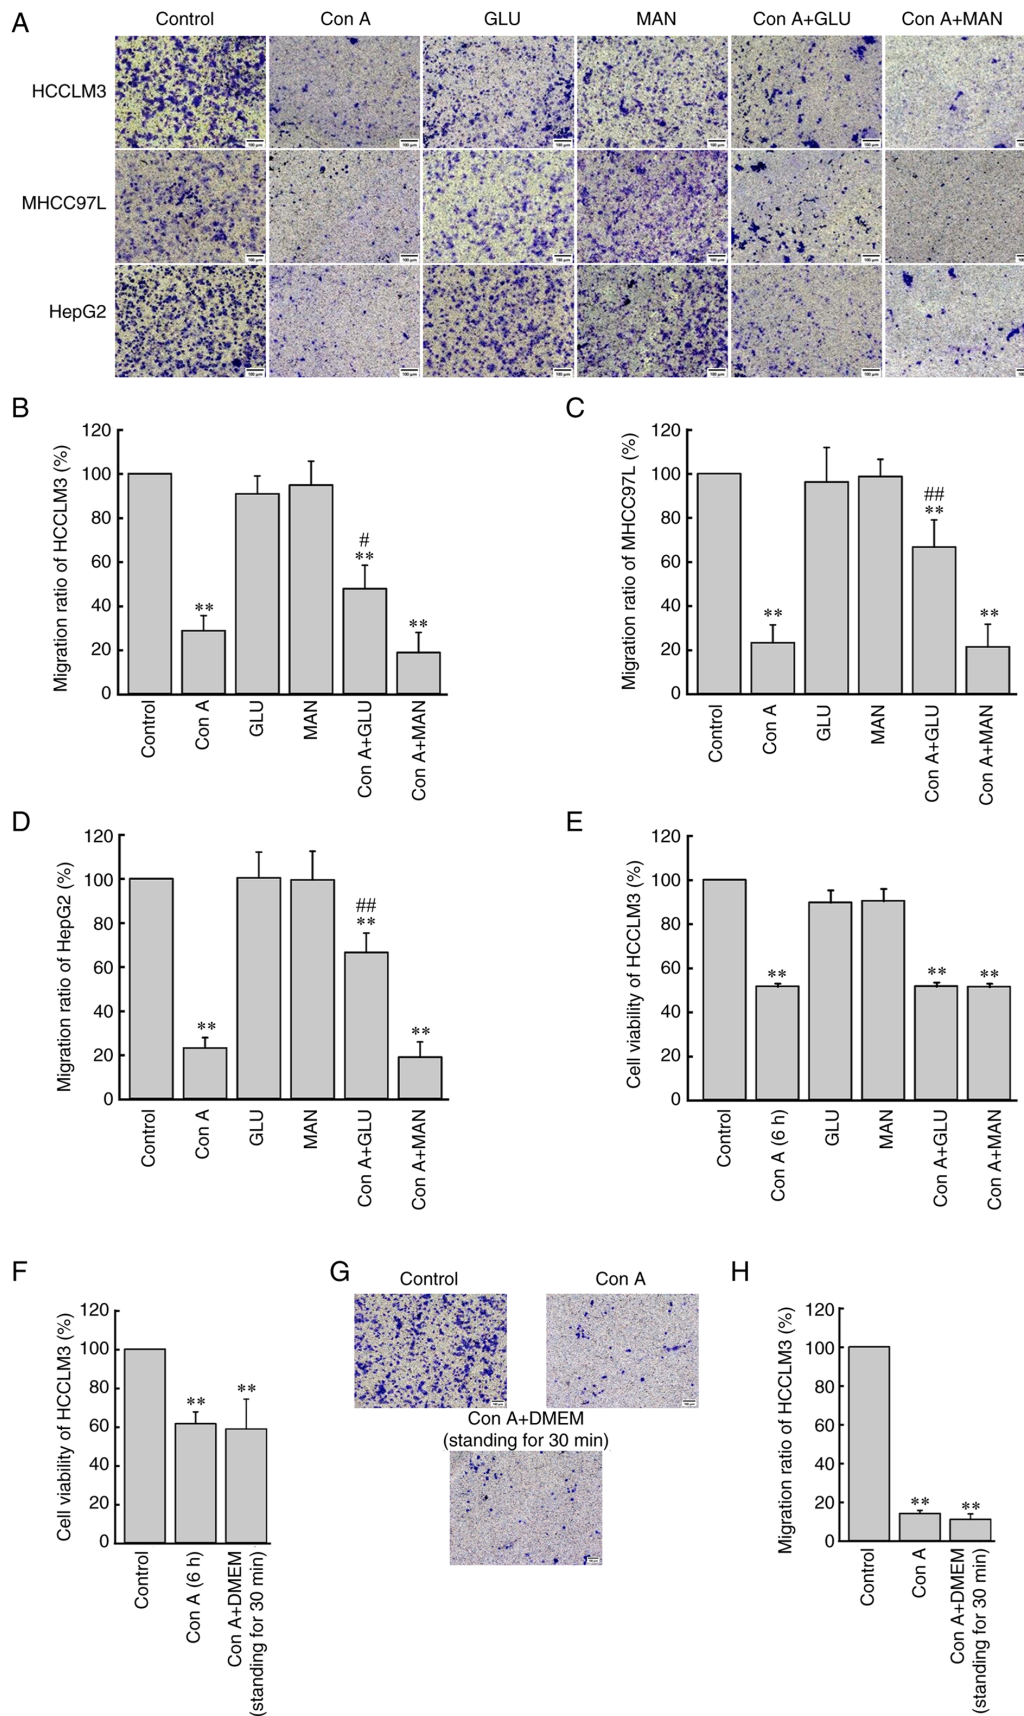 A
Control Con A GLU MAN Con A+GLU Con A+MAN
HCCLM3
MHCC97L
HepG2
100 µm
B
Migration ratio of HCCLM3 (%)
120
100
80
60
40
20
0
**
#
**
**
Control
Con A
GLU
MAN
Con A+GLU
Con A+MAN
C
Migration ratio of MHCC97L (%)
120
100
80
60
40
20
0
**
##
**
**
Control
Con A
GLU
MAN
Con A+GLU
Con A+MAN
D
Migration ratio of HepG2 (%)
120
100
80
60
40
20
0
**
##
**
**
Control
Con A
GLU
MAN
Con A+GLU
Con A+MAN
E
Cell viability of HCCLM3 (%)
120
100
80
60
40
20
0
**
**
**
Control
Con A (6 h)
GLU
MAN
Con A+GLU
Con A+MAN
F
Cell viability of HCCLM3 (%)
120
100
80
60
40
20
0
**
**
Control
Con A (6 h)
Con A+DMEM
(standing for 30 min)
G
Control
Con A
Con A+DMEM
(standing for 30 min)
H
Migration ratio of HCCLM3 (%)
120
100
80
60
40
20
0
**
**
Control
Con A
Con A+DMEM
(standing for 30 min)